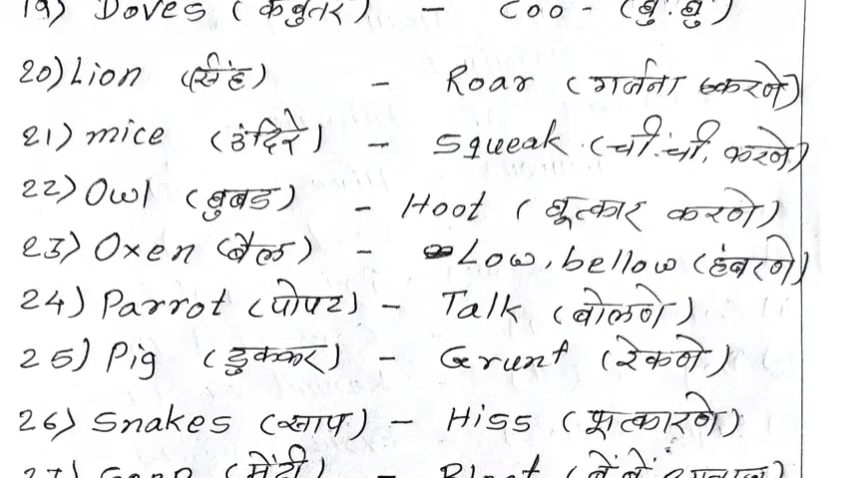 19) Doves (कबुतर) - Coo - (घु.घु)
20) Lion (सिंह) - Roar (गर्जना करणे)
21) mice (उंदिरे) - Squeak (ची.ची. करणे)
22) Owl (घुबड) - Hoot (घूत्कार करणे)
23) Oxen (बैल) - Low, bellow (हंबरणे)
24) Parrot (पोपट) - Talk (बोलणे)
25) Pig (डुक्कर) - Grunt (रेकणे)
26) Snakes (साप) - Hiss (फूत्कारणे)
27) (मेंढी) - Bleat (बें बें